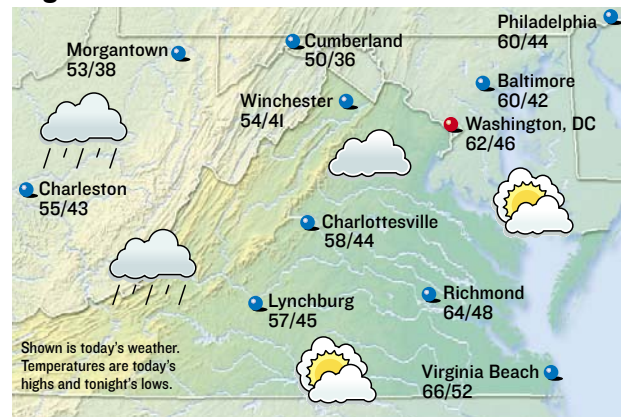 Philadelphia
60/44
Morgantown
53/38
Cumberland
50/36
Baltimore
60/42
Winchester
54/41
Washington, DC
62/46
Charleston
55/43
Charlottesville
58/44
Lynchburg
57/45
Richmond
64/48
Shown is today's weather.
Temperatures are today's
highs and tonight's lows.
Virginia Beach
66/52